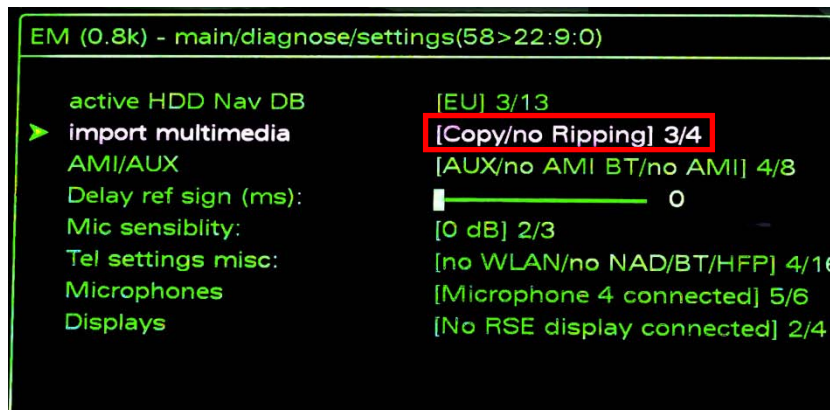 EM (0.8k) - main/diagnose/settings(58>22:9:0)
active HDD Nav DB [EU] 3/13
import multimedia [Copy/no Ripping] 3/4
AMI/AUX [AUX/no AMI BT/no AMI] 4/8
Delay ref sign (ms): 0
Mic sensiblity: [0 dB] 2/3
Tel settings misc: [no WLAN/no NAD/BT/HFP]
Microphones [Microphone 4 connected] 5/6
Displays [No RSE display connected] 2/4